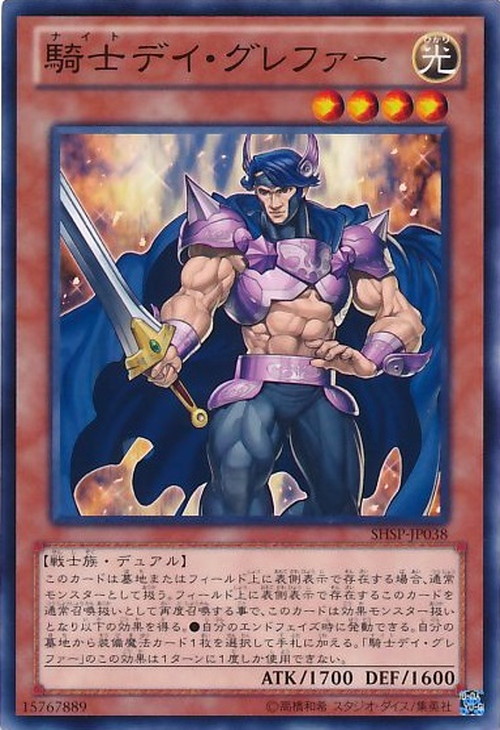 ナイト
騎士デイ・グレファー
ひかり
光
SHSP-JP038
【戦士族・デュアル】
このカードは墓地またはフィールド上に表側表示で存在する場合、通常
モンスターとして扱う。フィールド上に表側表示で存在するこのカードを
通常召喚扱いとして再度召喚する事で、このカードは効果モンスター扱い
となり以下の効果を得る。●自分のエンドフェイズ時に発動できる。自分の
墓地から装備魔法カード1枚を選択して手札に加える。「騎士デイ・グレ
ファー」のこの効果は1ターンに1度しか使用できない。
ATK/1700 DEF/1600
15767889
©高橋和希 スタジオ・ダイス/集英社